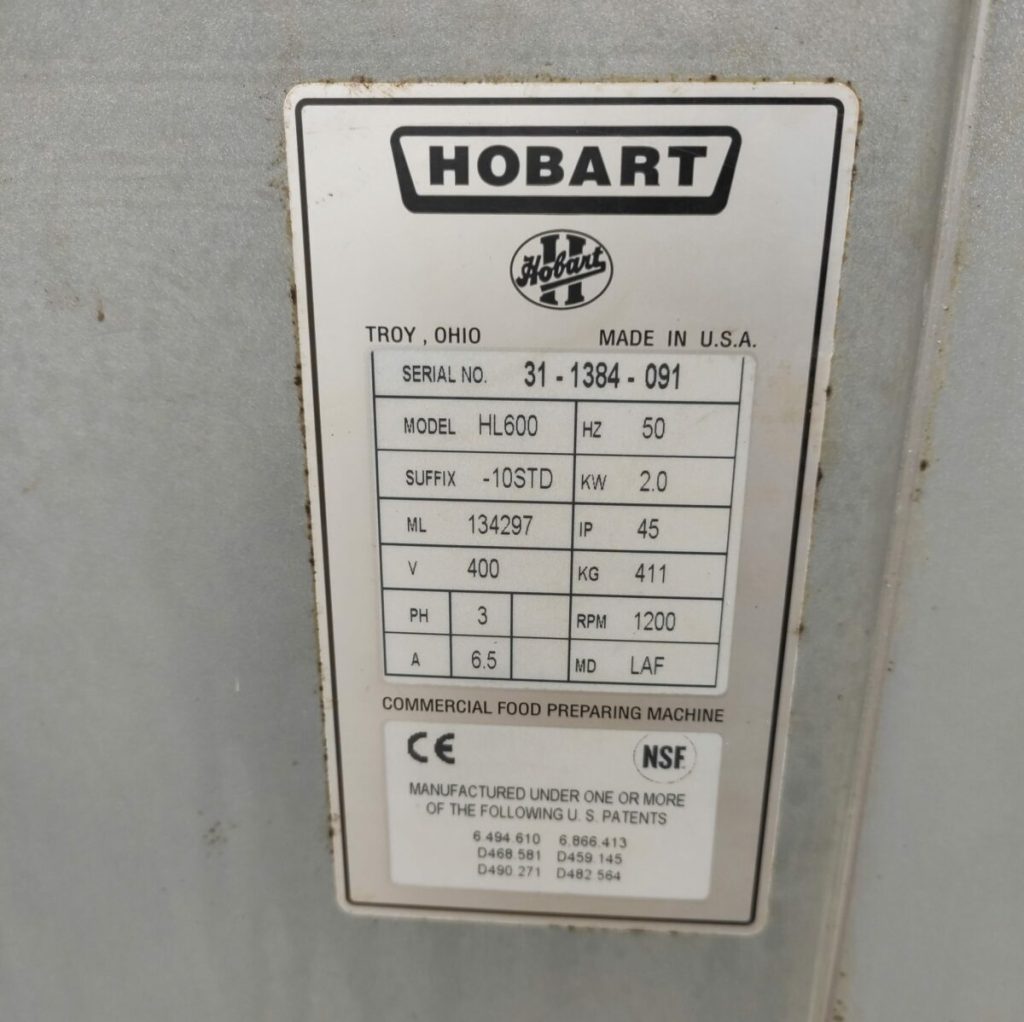 HOBART
Hobart
TROY, OHIO MADE IN U.S.A.
SERIAL NO. 31-1384-091
MODEL HL600 HZ 50
SUFFIX -10STD KW 2.0
ML 134297 IP 45
V 400 KG 411
PH 3 RPM 1200
A 6.5 MD LAF
COMMERCIAL FOOD PREPARING MACHINE
CE NSF
MANUFACTURED UNDER ONE OR MORE
OF THE FOLLOWING U. S. PATENTS
6.494.610 6.866.413
D468.581 D459.145
D490.271 D482.564